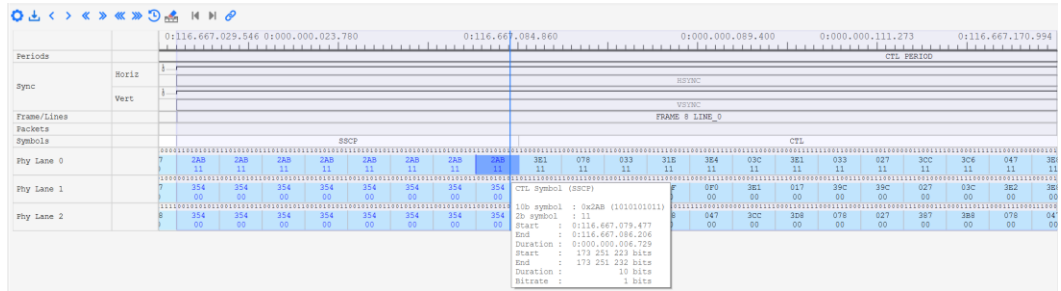 0:116.667.029.546 0:000.000.023.780 0:116.667.084.860 0:000.000.089.400 0:000.000.111.273 0:116.667.170.994
Periods CTL PERIOD
Sync Horiz HSYNC
Vert VSYNC
Frame/Lines FRAME 8 LINE_0
Packets
Symbols SSCP CTL
Phy Lane 0 7 2AB 2AB 2AB 2AB 2AB 2AB 2AB 2AB 3E1 078 033 31E 3E4 03C 3E1 033 027 3CC 3C6 047
11 11 11 11 11 11 11 11 11 11 11 11 11 11 11 11 11 11 11 11 11
Phy Lane 1 7 354 354 354 354 354 354 354 354 0F0 3E1 017 39C 39C 027 03C 3E2
00 00 00 00 00 00 00 00 00 00 00 00 00 00 00 00
Phy Lane 2 8 354 354 354 354 354 354 354 354 8 047 3CC 3D8 078 027 387 3B8 078
00 00 00 00 00 00 00 00 00 00 00 00 00 00 00 00
CTL Symbol (SSCP)
10b symbol : 0x2AB (1010101011)
2b symbol : 11
Start : 0:116.667.079.477
End : 0:116.667.086.206
Duration : 0:000.000.006.729
Start : 173 251 223 bits
End : 173 251 232 bits
Duration : 10 bits
Bitrate : 1 bits